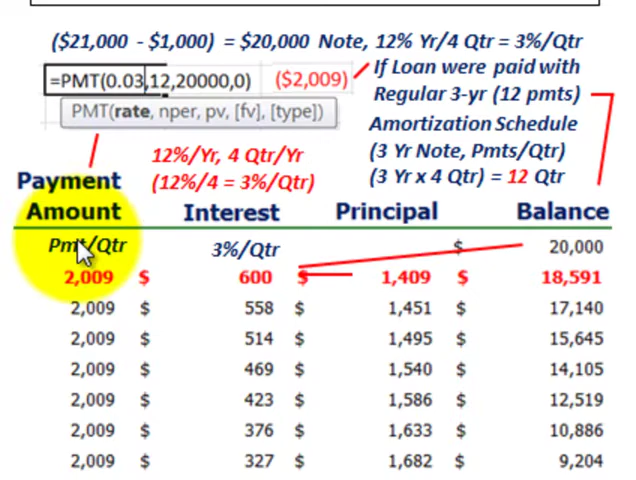 ($21,000 - $1,000) = $20,000 Note, 12% Yr/4 Qtr = 3%/Qtr
=PMT(0.03,12,20000,0) ($2,009) If Loan were paid with
PMT(rate, nper, pv, [fv], [type]) Regular 3-yr (12 pmts)
Amortization Schedule
12%/Yr, 4 Qtr/Yr (3 Yr Note, Pmts/Qtr)
(12%/4 = 3%/Qtr) (3 Yr x 4 Qtr) = 12 Qtr
Payment
Amount Interest Principal Balance
Pmt/Qtr 3%/Qtr $ 20,000
2,009 $ 600 $ 1,409 $ 18,591
2,009 $ 558 $ 1,451 $ 17,140
2,009 $ 514 $ 1,495 $ 15,645
2,009 $ 469 $ 1,540 $ 14,105
2,009 $ 423 $ 1,586 $ 12,519
2,009 $ 376 $ 1,633 $ 10,886
2,009 $ 327 $ 1,682 $ 9,204